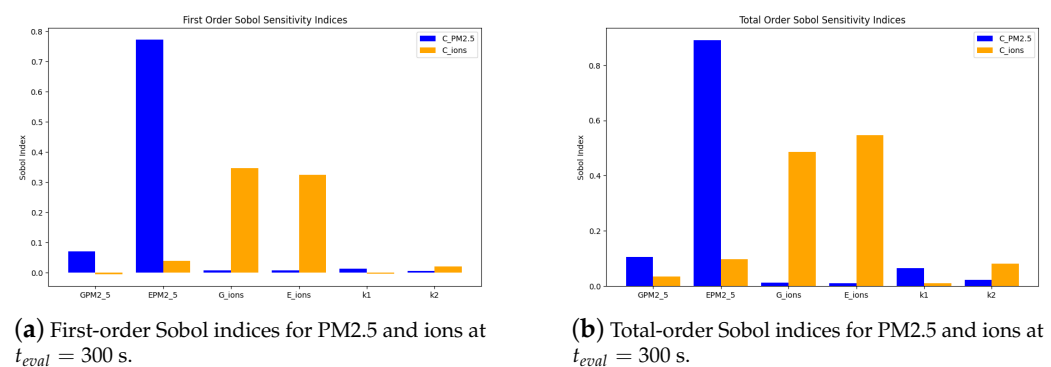 First Order Sobol Sensitivity Indices
C_PM2.5
C_ions
Sobol Index
0.8
0.7
0.6
0.5
0.4
0.3
0.2
0.1
0.0
GPM2_5 EPM2_5 G_ions E_ions k1 k2
(a) First-order Sobol indices for PM2.5 and ions at
t_eval = 300 s.
Total Order Sobol Sensitivity Indices
C_PM2.5
C_ions
Sobol Index
0.8
0.6
0.4
0.2
0.0
GPM2_5 EPM2_5 G_ions E_ions k1 k2
(b) Total-order Sobol indices for PM2.5 and ions at
t_eval = 300 s.